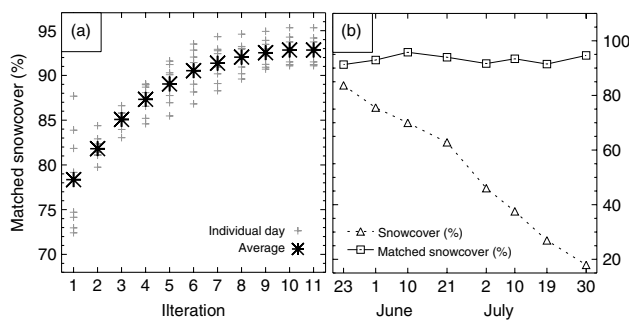 (a)
Matched snowcover (%)
95
90
85
80
75
70
Individual day
Average
1 2 3 4 5 6 7 8 9 10 11
Ilteration
(b)
100
80
60
40
20
Snowcover (%)
Matched snowcover (%)
23 1 10 21 2 10 19 30
June July